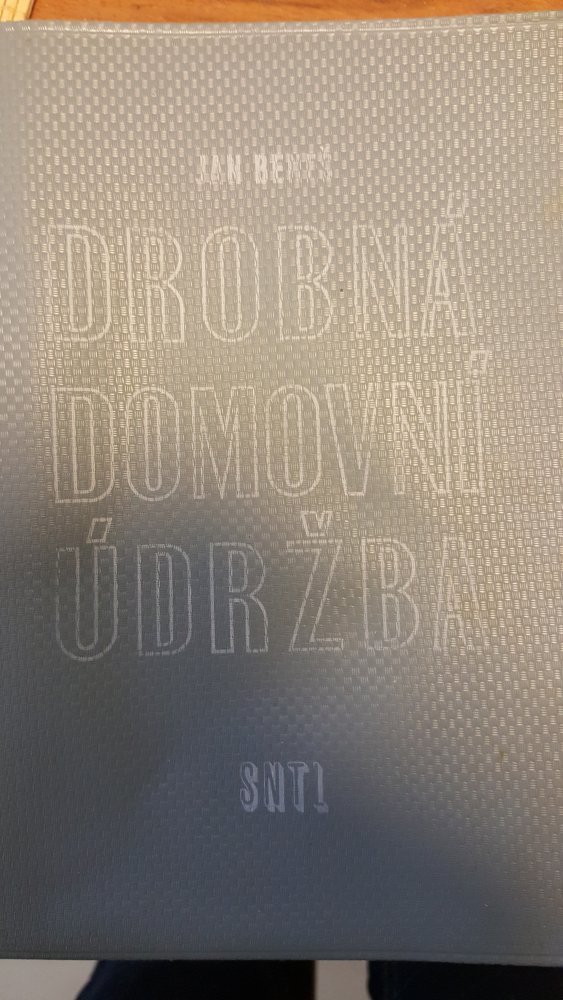 JAN BENEŠ
DROBNÁ
DOMOVNÍ
ÚDRŽBA
SNTL